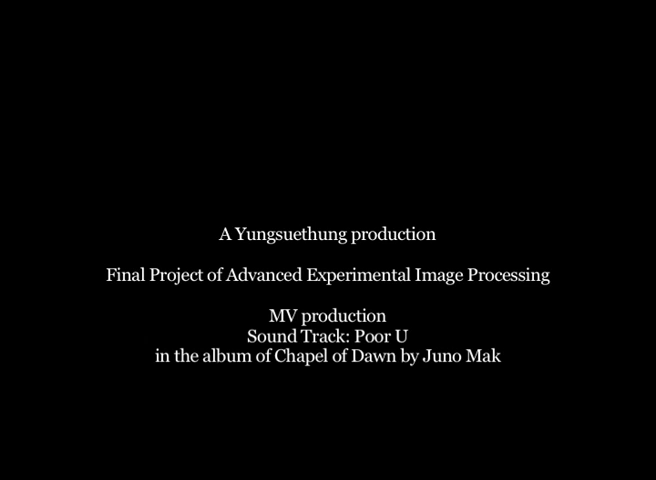 A Yungsuethung production
Final Project of Advanced Experimental Image Processing
MV production
Sound Track: Poor U
in the album of Chapel of Dawn by Juno Mak